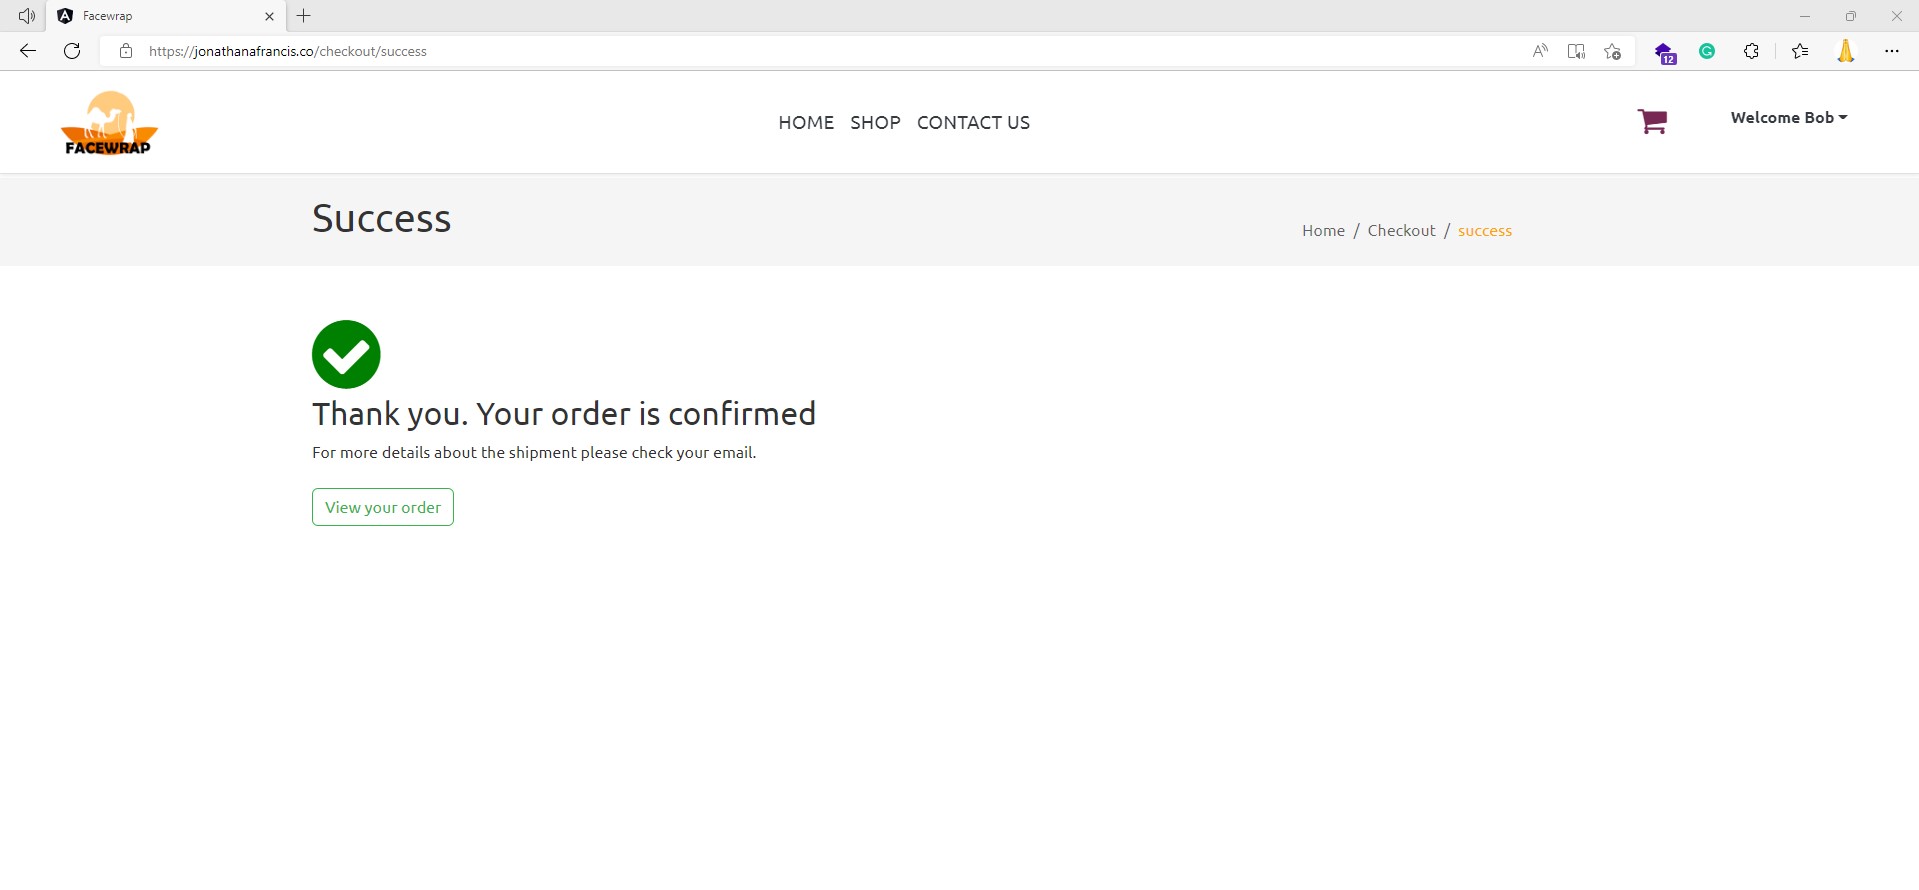 Facewrap
https://jonathanafrancis.co/checkout/success
12
FACEWRAP
HOME SHOP CONTACT US
Welcome Bob
Success
Home / Checkout / success
Thank you. Your order is confirmed
For more details about the shipment please check your email.
View your order